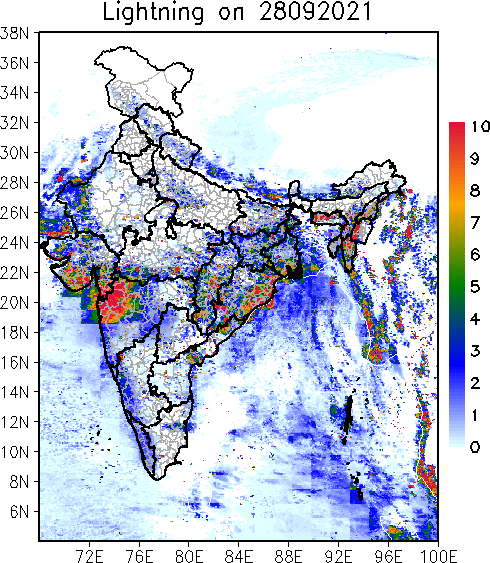 Lightning on 28092021
38N
36N
34N
32N
30N
28N
26N
24N
22N
20N
18N
16N
14N
12N
10N
8N
6N
72E 76E 80E 84E 88E 92E 96E 100E
10
9
8
7
6
5
4
3
2
1
0